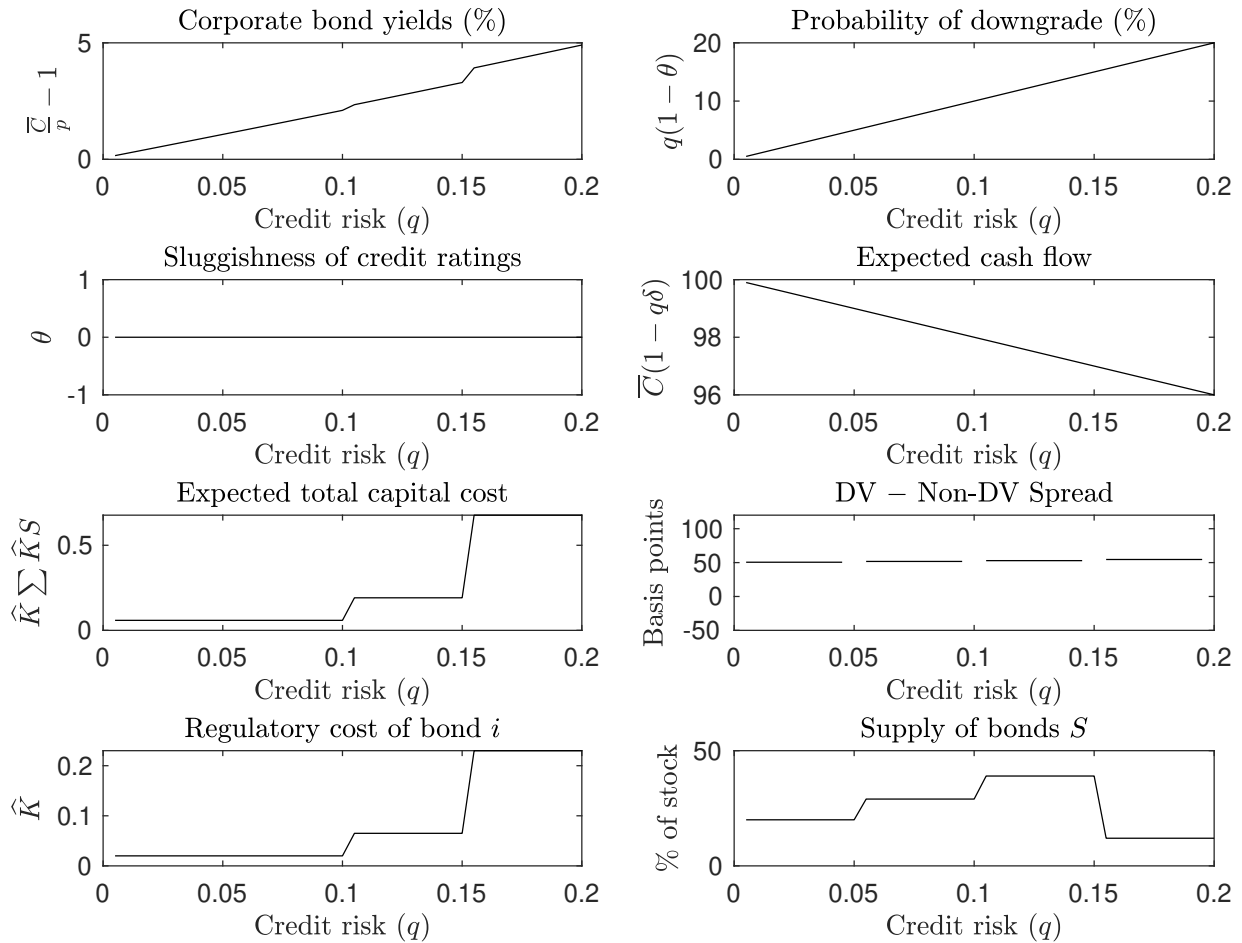 Corporate bond yields (%)
5
0
$\frac{\overline{C}}{p} - 1$
0 0.05 0.1 0.15 0.2
Credit risk (q)
Probability of downgrade (%)
20
10
0
q(1 − θ)
0 0.05 0.1 0.15 0.2
Credit risk (q)
Sluggishness of credit ratings
1
0
-1
θ
0 0.05 0.1 0.15 0.2
Credit risk (q)
Expected cash flow
100
98
96
$\overline{C}(1 − qδ)$
0 0.05 0.1 0.15 0.2
Credit risk (q)
Expected total capital cost
0.5
0
$\widehat{K} \sum \widehat{K} S$
0 0.05 0.1 0.15 0.2
Credit risk (q)
DV − Non-DV Spread
100
50
0
-50
Basis points
0 0.05 0.1 0.15 0.2
Credit risk (q)
Regulatory cost of bond i
0.2
0.1
0
$\widehat{K}$
0 0.05 0.1 0.15 0.2
Credit risk (q)
Supply of bonds S
50
0
% of stock
0 0.05 0.1 0.15 0.2
Credit risk (q)